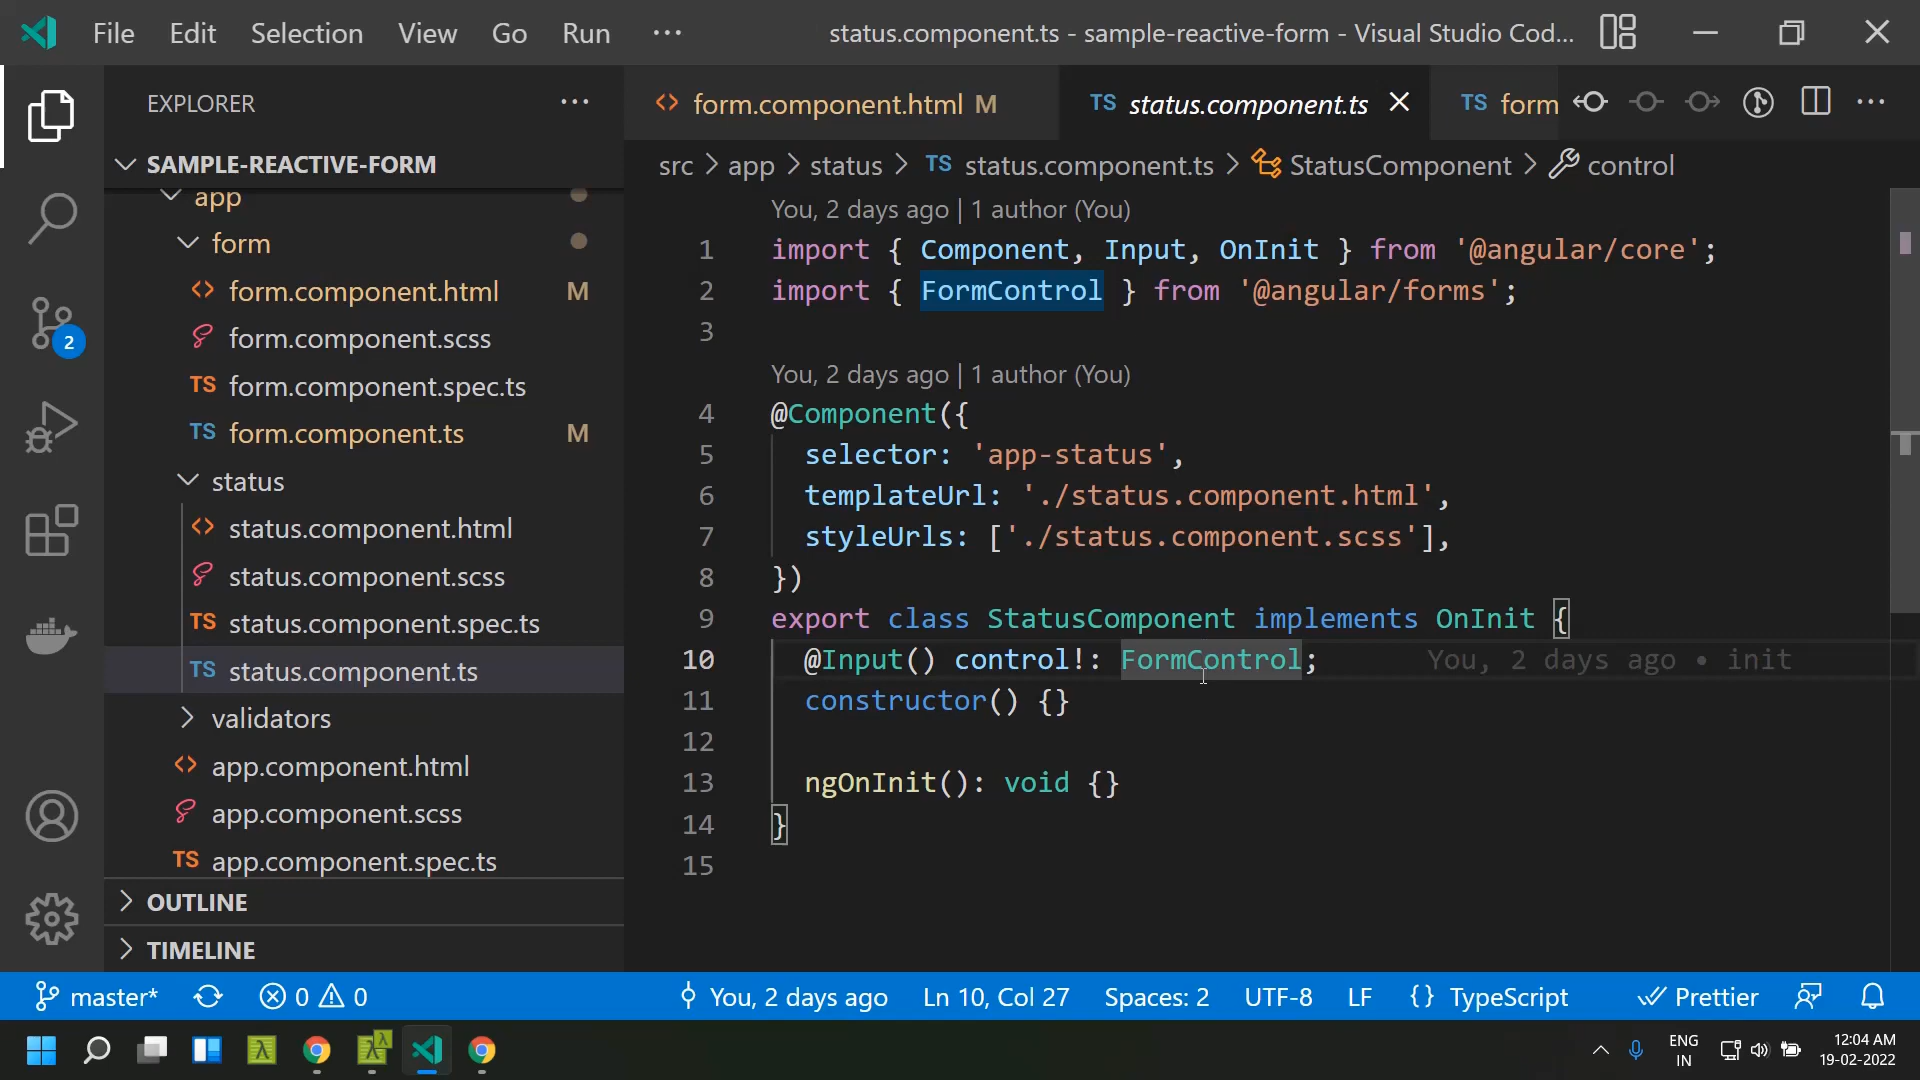 File Edit Selection View Go Run ···
status.component.ts - sample-reactive-form - Visual Studio Cod...
EXPLORER
SAMPLE-REACTIVE-FORM
app
form
form.component.html M
form.component.scss
TS form.component.spec.ts
TS form.component.ts M
status
status.component.html
status.component.scss
TS status.component.spec.ts
TS status.component.ts
validators
app.component.html
app.component.scss
TS app.component.spec.ts
OUTLINE
TIMELINE
2
form.component.html M
TS status.component.ts
TS form
src > app > status > TS status.component.ts > StatusComponent > control
You, 2 days ago | 1 author (You)
1 import { Component, Input, OnInit } from '@angular/core';
2 import { FormControl } from '@angular/forms';
3
You, 2 days ago | 1 author (You)
4 @Component({
5 selector: 'app-status',
6 templateUrl: './status.component.html',
7 styleUrls: ['./status.component.scss'],
8 })
9 export class StatusComponent implements OnInit {
10 @Input() control!: FormControl; You, 2 days ago • init
11 constructor() {}
12
13 ngOnInit(): void {}
14 }
15
master* 0 0 You, 2 days ago Ln 10, Col 27 Spaces: 2 UTF-8 LF {} TypeScript Prettier
ENG
IN
12:04 AM
19-02-2022